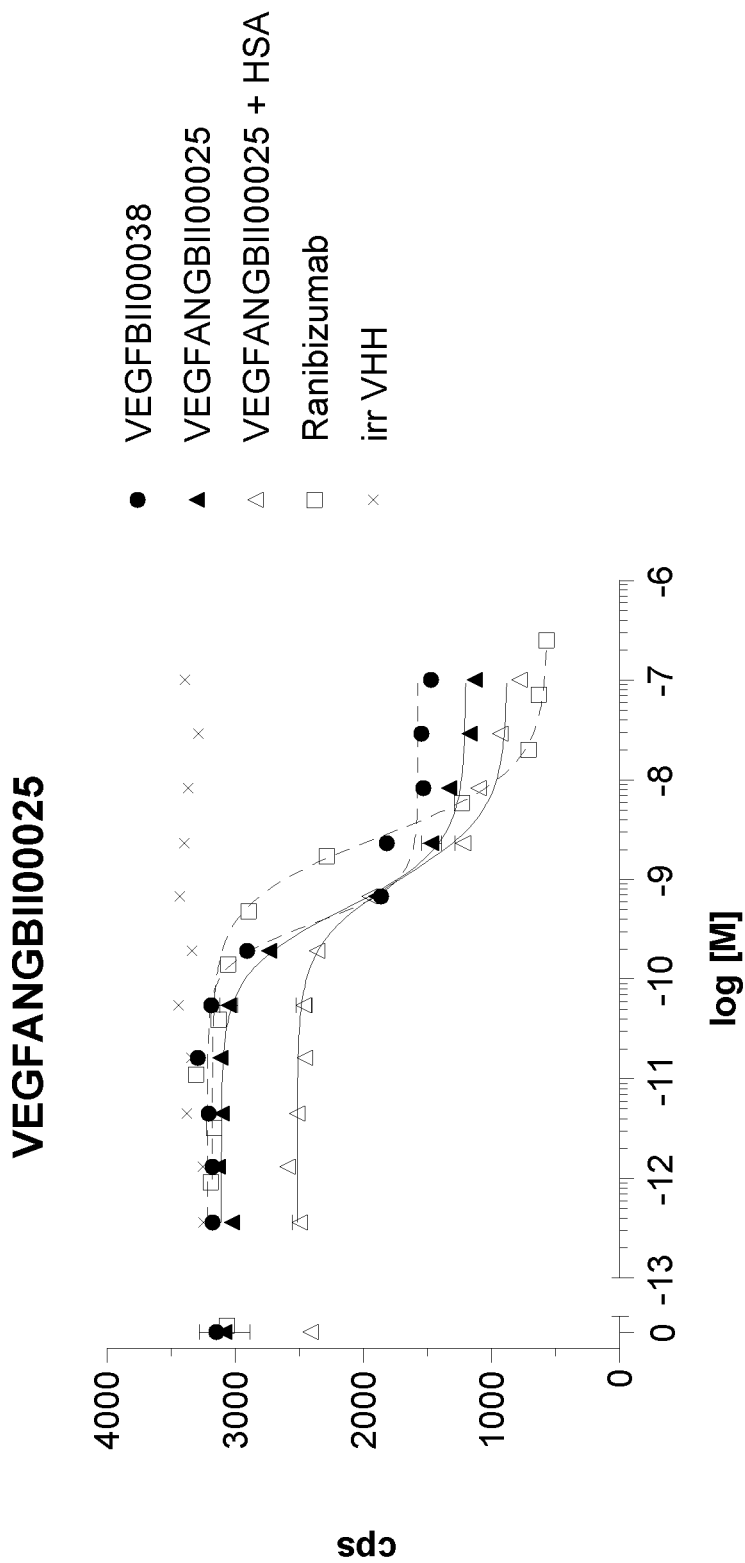 VEGFANGBII00025
VEGFBII00038
VEGFANGBII00025
VEGFANGBII00025 + HSA
Ranibizumab
irr VHH
cps
4000
3000
2000
1000
0
0 -13 -12 -11 -10 -9 -8 -7 -6
log [M]